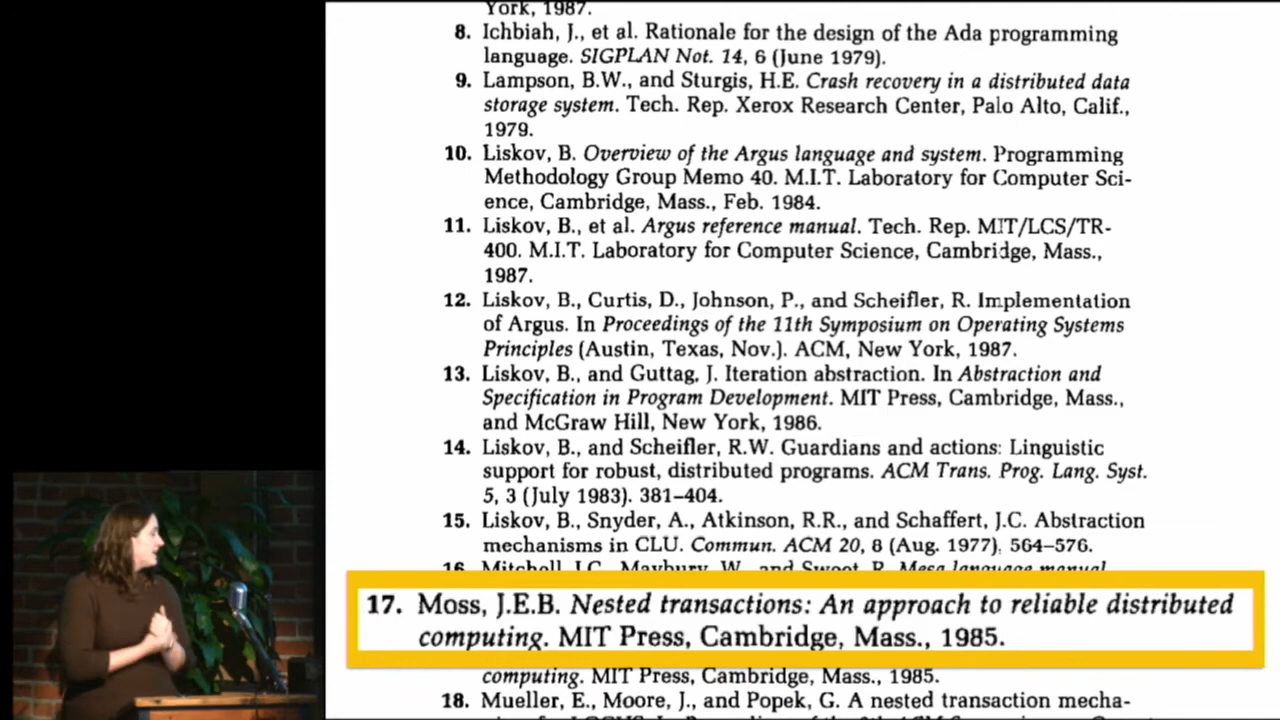 York, 1987.
8. Ichbiah, J., et al. Rationale for the design of the Ada programming
language. SIGPLAN Not. 14, 6 (June 1979).
9. Lampson, B.W., and Sturgis, H.E. Crash recovery in a distributed data
storage system. Tech. Rep. Xerox Research Center, Palo Alto, Calif.,
1979.
10. Liskov, B. Overview of the Argus language and system. Programming
Methodology Group Memo 40. M.I.T. Laboratory for Computer Sci-
ence, Cambridge, Mass., Feb. 1984.
11. Liskov, B., et al. Argus reference manual. Tech. Rep. MIT/LCS/TR-
400. M.I.T. Laboratory for Computer Science, Cambridge, Mass.,
1987.
12. Liskov, B., Curtis, D., Johnson, P., and Scheifler, R. Implementation
of Argus. In Proceedings of the 11th Symposium on Operating Systems
Principles (Austin, Texas, Nov.). ACM, New York, 1987.
13. Liskov, B., and Guttag, J. Iteration abstraction. In Abstraction and
Specification in Program Development. MIT Press, Cambridge, Mass.,
and McGraw Hill, New York, 1986.
14. Liskov, B., and Scheifler, R.W. Guardians and actions: Linguistic
support for robust, distributed programs. ACM Trans. Prog. Lang. Syst.
5, 3 (July 1983). 381–404.
15. Liskov, B., Snyder, A., Atkinson, R.R., and Schaffert, J.C. Abstraction
mechanisms in CLU. Commun. ACM 20, 8 (Aug. 1977), 564–576.
16. Mitchell, J.G., Maybury, W., and Sweet, R. Mesa language manual.
17. Moss, J.E.B. Nested transactions: An approach to reliable distributed
computing. MIT Press, Cambridge, Mass., 1985.
computing. MIT Press, Cambridge, Mass., 1985.
18. Mueller, E., Moore, J., and Popek, G. A nested transaction mecha-